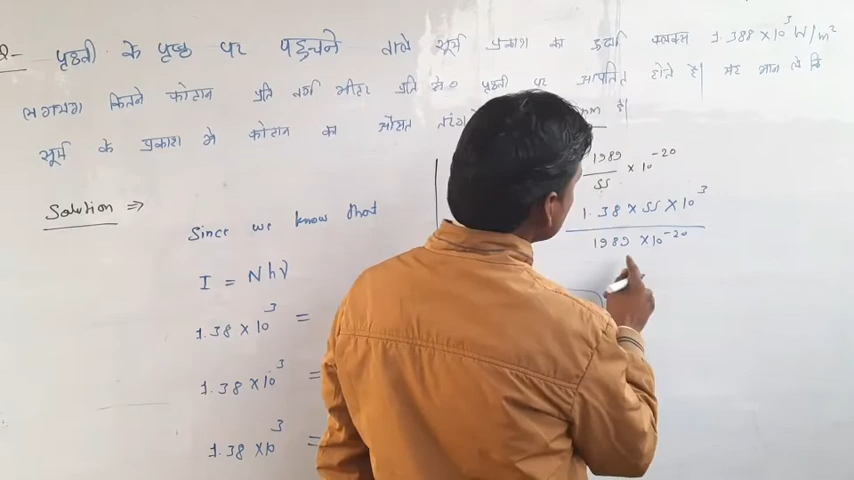 Q- पृथ्वी के पृष्ठ पर पहुचने वाले सूर्य प्रकाश का ऊर्जा फलक्स 1.388 × 10³ W/m²
लगभग कितने फोटान प्रति वर्ग मीटर प्रति से० पृथ्वी पर आपतित होते है| यह मान ले कि
सूर्य के प्रकाश मे फोटान का औसत nm है|
1989/55 × 10⁻²⁰
Solution ⇒ Since we know that
1.38 × 55 × 10³ / 1989 × 10⁻²⁰
I = Nhν
1.38 × 10³ =
1.38 × 10³ =
1.38 × 10³ =